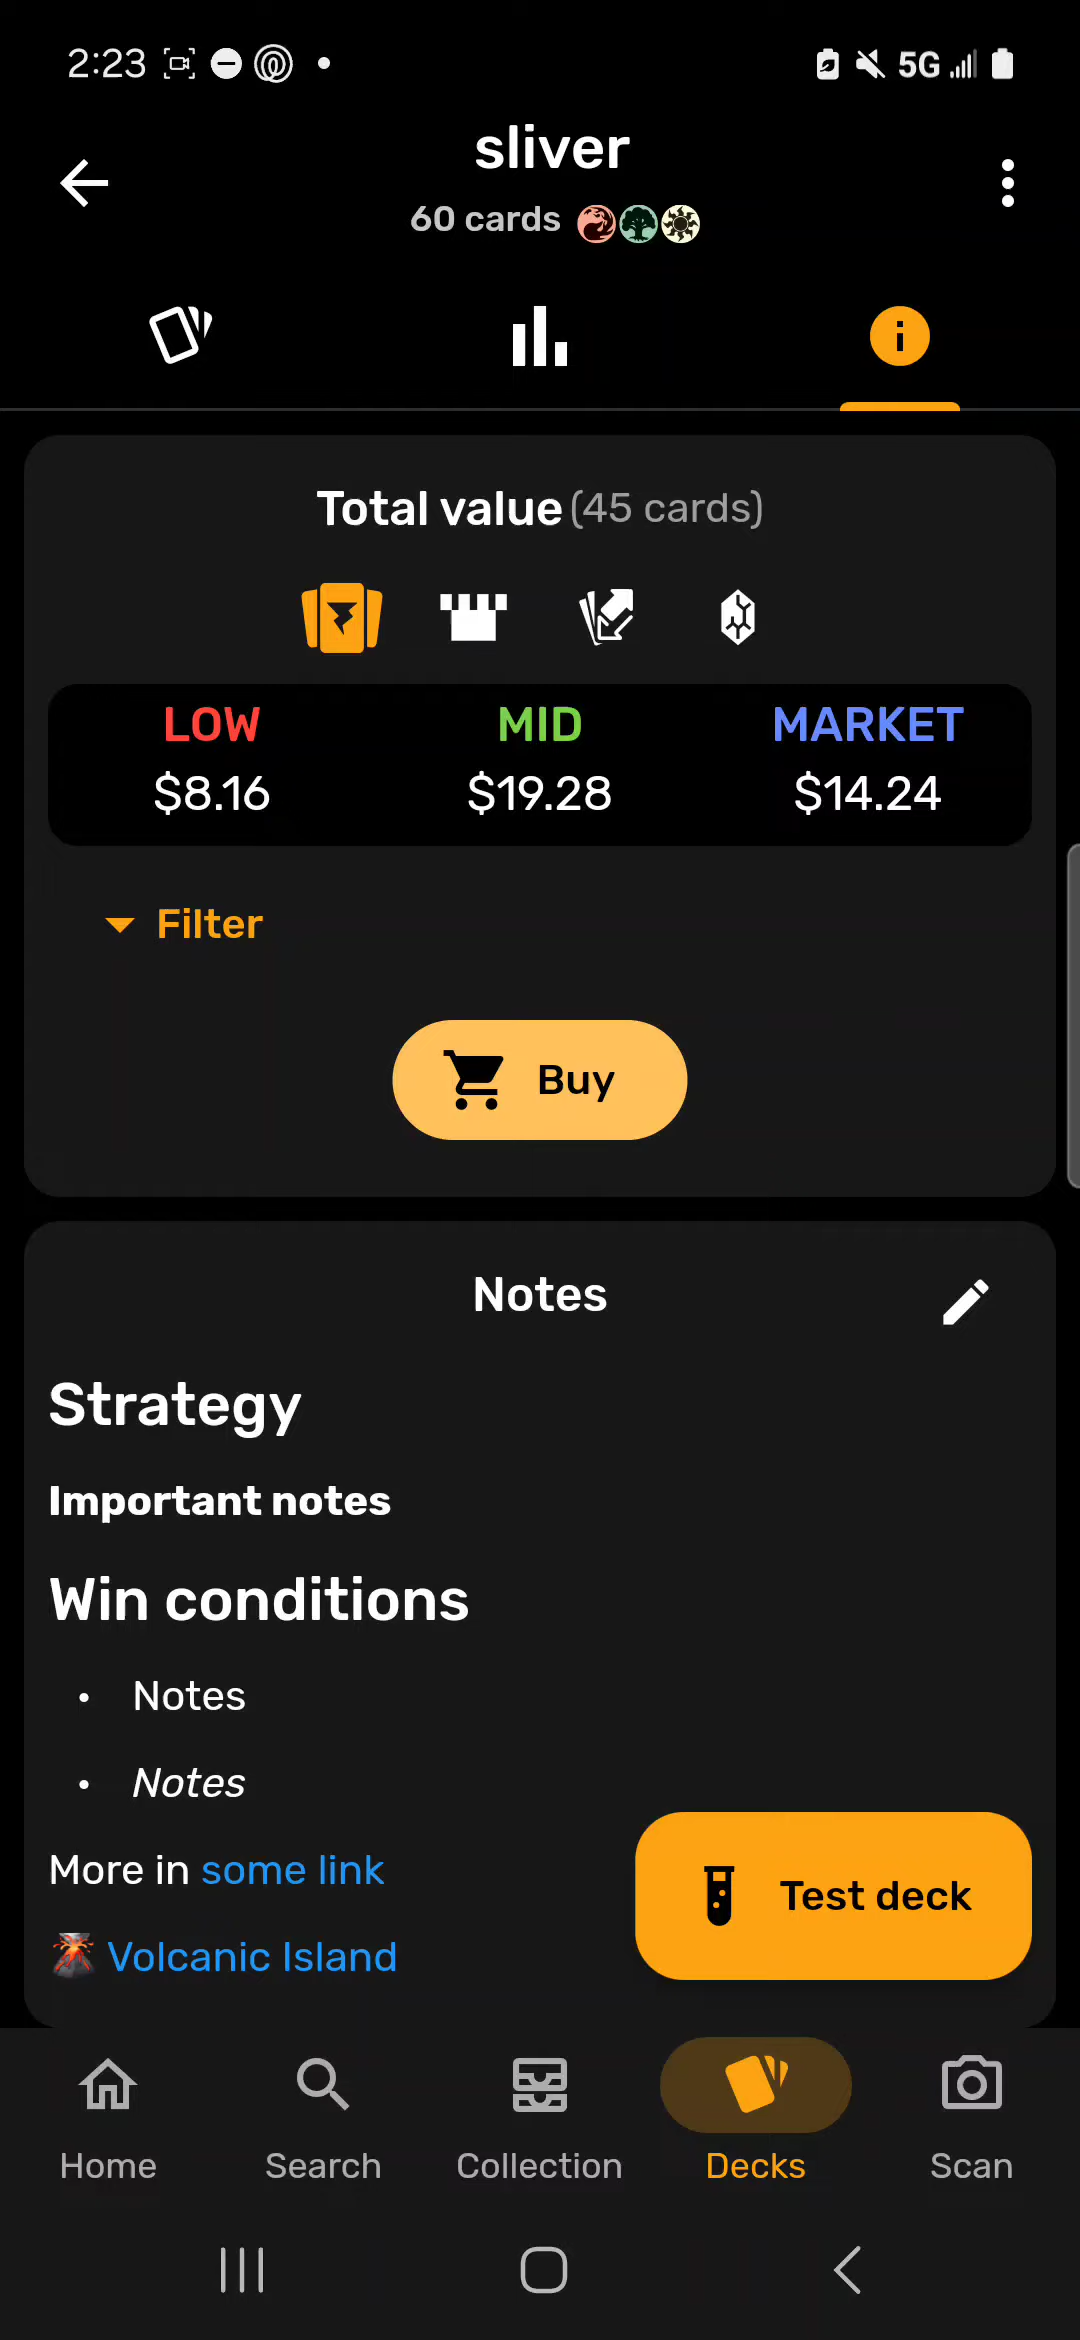 2:23
5G
sliver
60 cards
Total value (45 cards)
LOW MID MARKET
$8.16 $19.28 $14.24
Filter
Buy
Notes
Strategy
Important notes
Win conditions
• Notes
• Notes
More in some link
🌋 Volcanic Island
Test deck
Home Search Collection Decks Scan